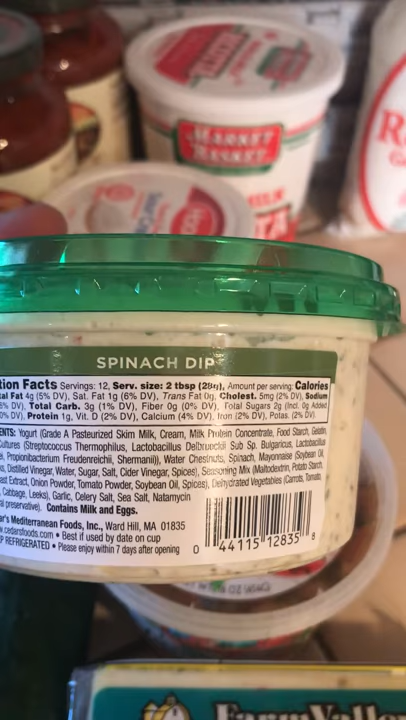 MARKET
BASKET
SPINACH DIP
tion Facts Servings: 12, Serv. size: 2 tbsp (28g), Amount per serving: Calories
tal Fat 4g (5% DV), Sat. Fat 1g (6% DV), Trans Fat 0g, Cholest. 5mg (2% DV), Sodium
% DV), Total Carb. 3g (1% DV), Fiber 0g (0% DV), Total Sugars 2g (Incl. 0g Added
0% DV), Protein 1g, Vit. D (2% DV), Calcium (4% DV), Iron (2% DV), Potas. (2% DV).
ENTS: Yogurt (Grade A Pasteurized Skim Milk, Cream, Milk Protein Concentrate, Food Starch, Gelatin,
Cultures (Streptococcus Thermophilus, Lactobacillus Delbrueckii Sub Sp. Bulgaricus, Lactobacillus
, Propionibacterium Freudenreichii, Shermanii)), Water Chestnuts, Spinach, Mayonnaise (Soybean Oil,
s, Distilled Vinegar, Water, Sugar, Salt, Cider Vinegar, Spices), Seasoning Mix (Maltodextrin, Potato Starch,
ast Extract, Onion Powder, Tomato Powder, Soybean Oil, Spices), Dehydrated Vegetables (Carrots, Tomato,
, Cabbage, Leeks), Garlic, Celery Salt, Sea Salt, Natamycin
al preservative). Contains Milk and Eggs.
ar's Mediterranean Foods, Inc., Ward Hill, MA 01835
.cedarsfoods.com • Best if used by date on cup
P REFRIGERATED • Please enjoy within 7 days after opening
0 44115 12835 8